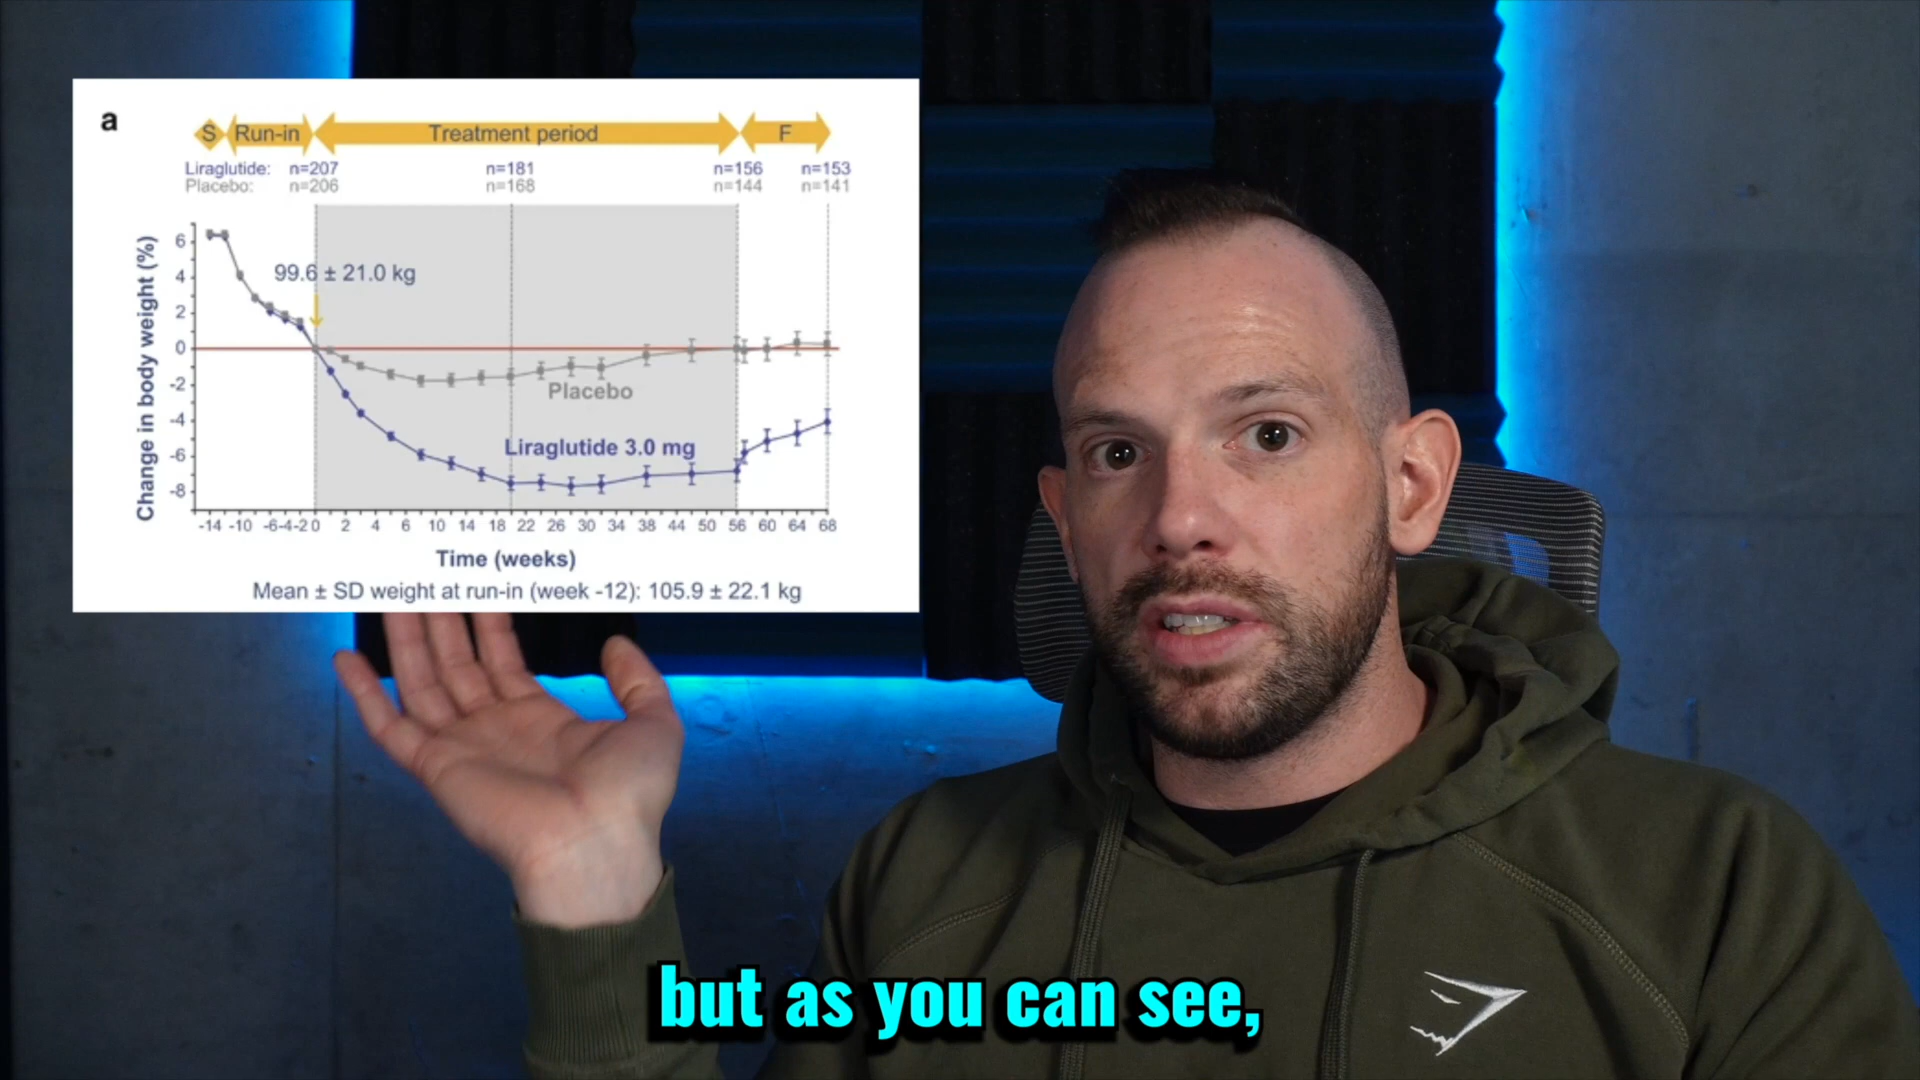 a
S Run-in Treatment period F
Liraglutide: n=207 n=181 n=156 n=153
Placebo: n=206 n=168 n=144 n=141
Change in body weight (%)
6
4
2
0
-2
-4
-6
-8
99.6 ± 21.0 kg
Placebo
Liraglutide 3.0 mg
-14 -10 -6 -4 -2 0 2 4 6 10 14 18 22 26 30 34 38 44 50 56 60 64 68
Time (weeks)
Mean ± SD weight at run-in (week -12): 105.9 ± 22.1 kg
but as you can see,